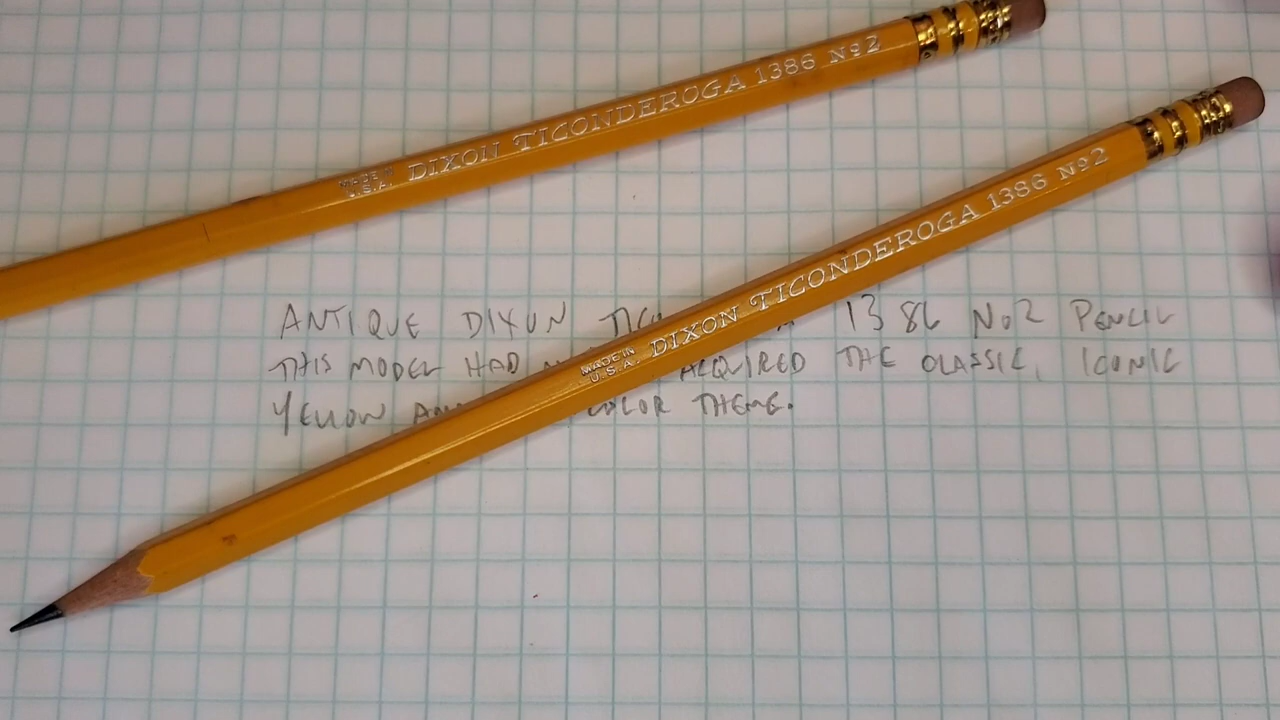 MADE IN
U.S.A. DIXON TICONDEROGA 1386 Nº2
MADE IN
U.S.A. DIXON TICONDEROGA 1386 Nº2
ANTIQUE DIXON 1386 No2 PENCIL
THIS MODEL HAD ACQUIRED THE CLASSIC, ICONIC
YELLOW COLOR THEME.